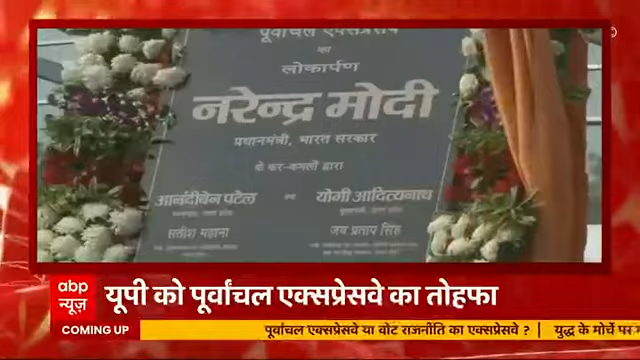 पूर्वांचल एक्सप्रेसवे
का
लोकार्पण
नरेन्द्र मोदी
प्रधानमंत्री, भारत सरकार
के कर-कमलों द्वारा
आनंदीबेन पटेल एवं योगी आदित्यनाथ
सतीश महाना जय प्रताप सिंह
abp
न्यूज़
यूपी को पूर्वांचल एक्सप्रेसवे का तोहफा
COMING UP
पूर्वांचल एक्सप्रेसवे या वोट राजनीति का एक्सप्रेसवे ? | युद्ध के मोर्चे पर